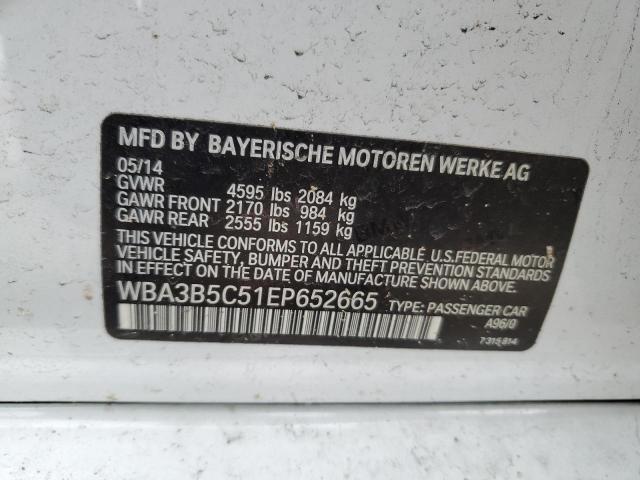 MFD BY BAYERISCHE MOTOREN WERKE AG
05/14
GVWR 4595 lbs 2084 kg
GAWR FRONT 2170 lbs 984 kg
GAWR REAR 2555 lbs 1159 kg
THIS VEHICLE CONFORMS TO ALL APPLICABLE U.S.FEDERAL MOTOR
VEHICLE SAFETY, BUMPER AND THEFT PREVENTION
STANDARDS IN EFFECT ON THE DATE OF MANUFACTURE SHOWN ABOVE.
WBA3B5C51EP652665 TYPE: PASSENGER CAR
A96/0
7315814